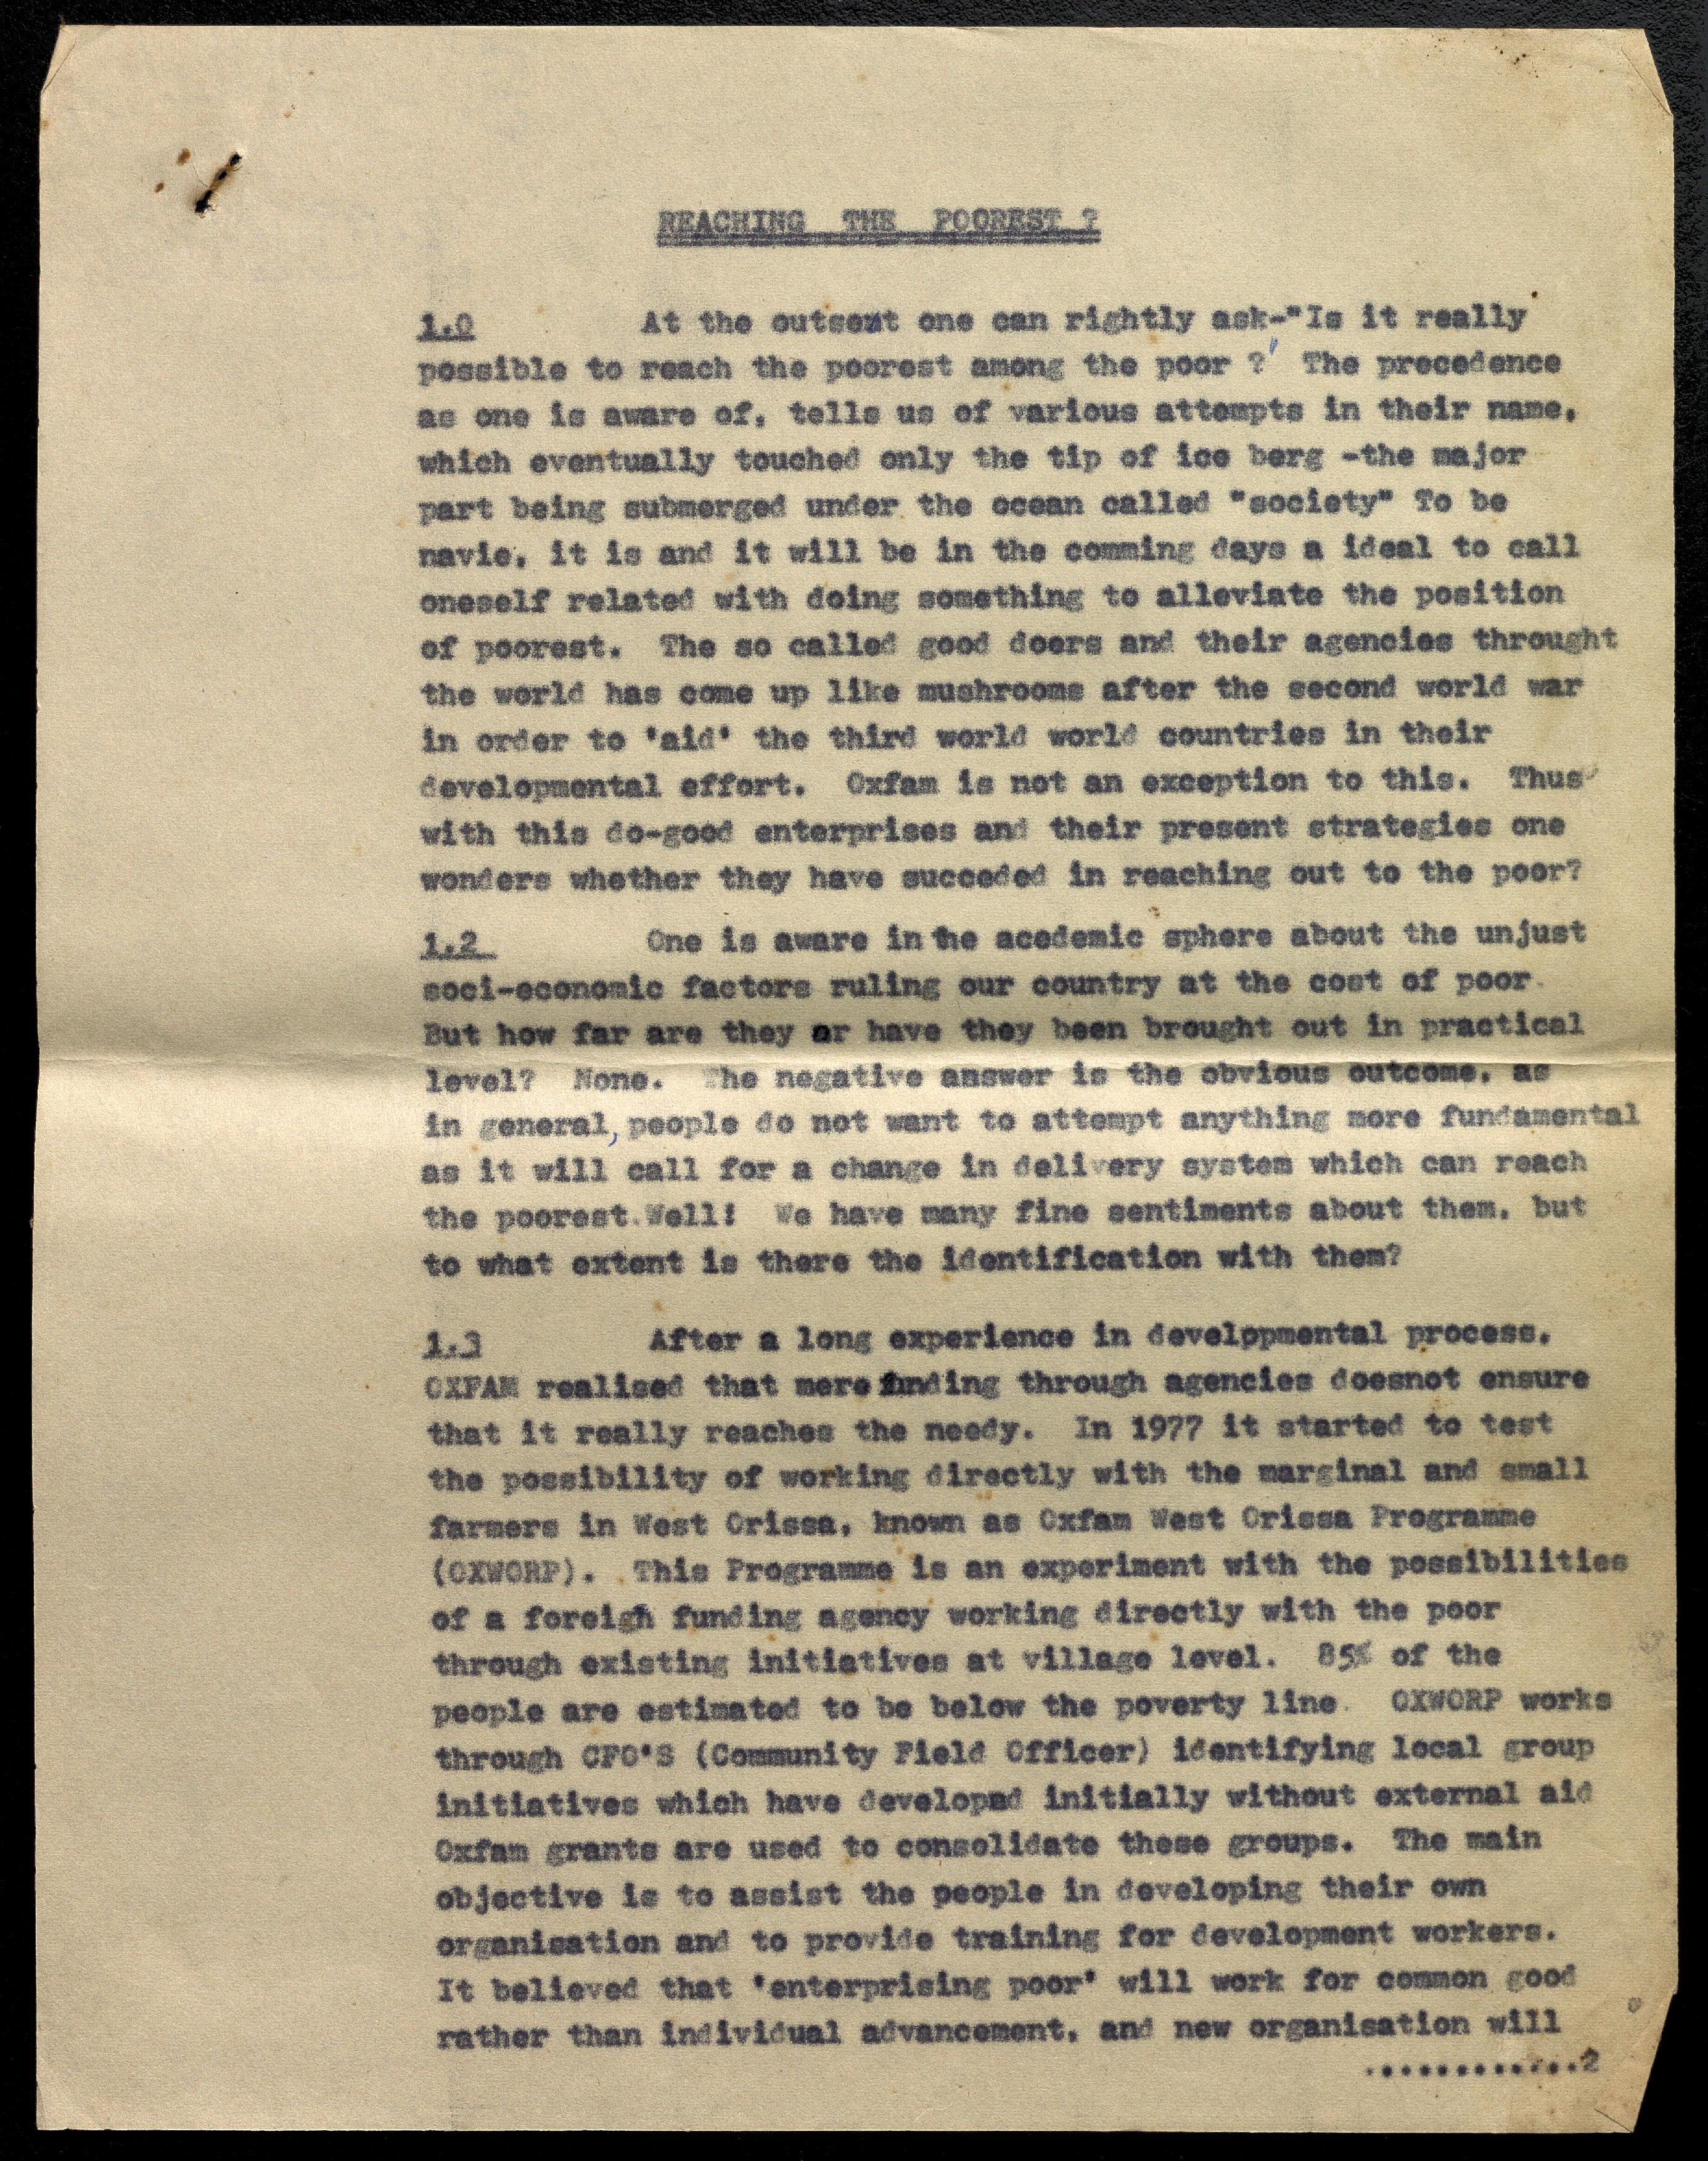 REACHING THE POOREST ?
1.0 At the outset one can rightly ask-"Is it really
possible to reach the poorest among the poor ?" The precedence
as one is aware of, tells us of various attempts in their name,
which eventually touched only the tip of ice berg -the major
part being submerged under the ocean called "society" To be
navie, it is and it will be in the comming days a ideal to call
oneself related with doing something to alleviate the position
of poorest. The so called good doers and their agencies throught
the world has come up like mushrooms after the second world war
in order to 'aid' the third world world countries in their
developmental effort. Oxfam is not an exception to this. Thus
with this do-good enterprises and their present strategies one
wonders whether they have succeded in reaching out to the poor?
1.2 One is aware in the acedemic sphere about the unjust
soci-economic factors ruling our country at the cost of poor.
But how far are they or have they been brought out in practical
level? None. The negative answer is the obvious outcome, as
in general, people do not want to attempt anything more fundamental
as it will call for a change in delivery system which can reach
the poorest.Well! We have many fine sentiments about them, but
to what extent is there the identification with them?
1.3 After a long experience in developmental process,
OXFAM realised that mere funding through agencies doesnot ensure
that it really reaches the needy. In 1977 it started to test
the possibility of working directly with the marginal and small
farmers in West Orissa, known as Oxfam West Orissa Programme
(OXWORP). This Programme is an experiment with the possibilities
of a foreign funding agency working directly with the poor
through existing initiatives at village level. 85% of the
people are estimated to be below the poverty line. OXWORP works
through CFO'S (Community Field Officer) identifying local group
initiatives which have developed initially without external aid
Oxfam grants are used to consolidate these groups. The main
objective is to assist the people in developing their own
organisation and to provide training for development workers.
It believed that 'enterprising poor' will work for common good
rather than individual advancement, and new organisation will
............2